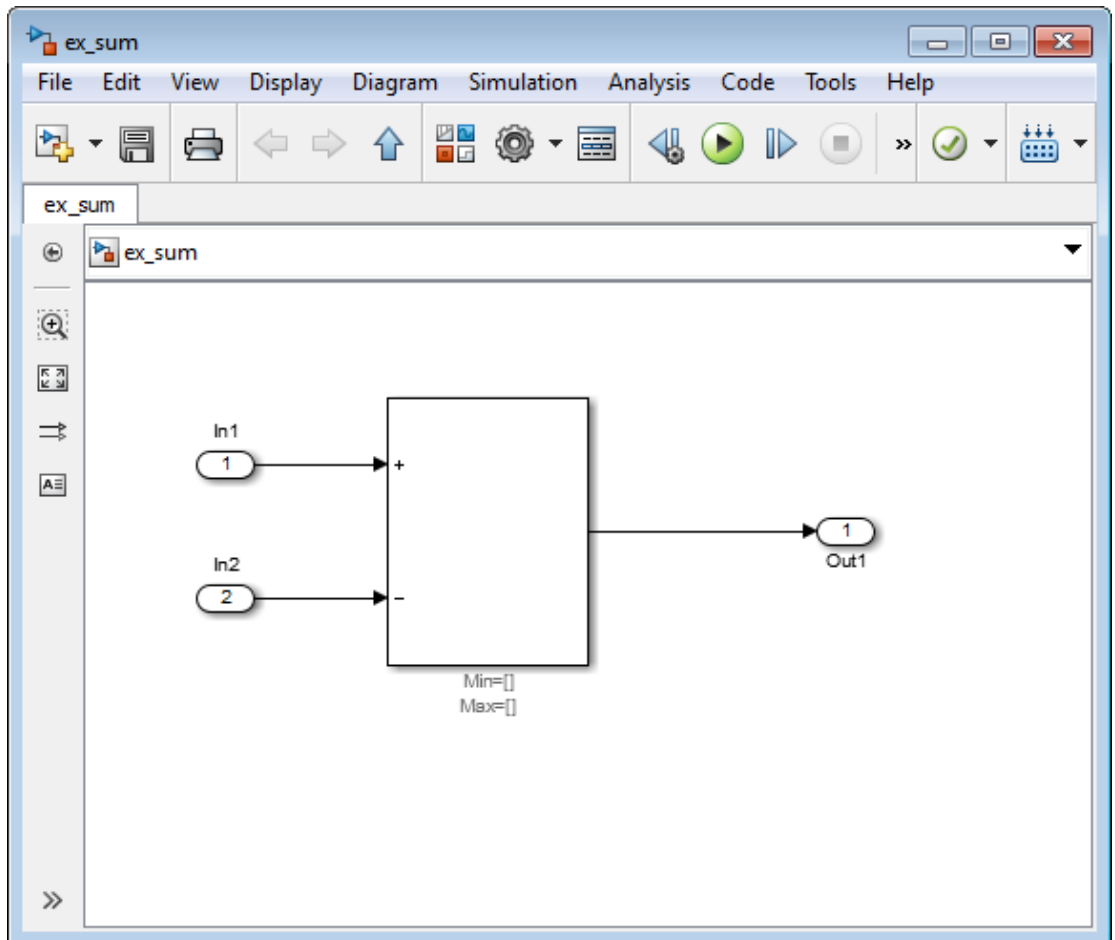 ex_sum
File Edit View Display Diagram Simulation Analysis Code Tools Help
ex_sum
ex_sum
In1
1
+
1
Out1
In2
2
−
Min=[]
Max=[]